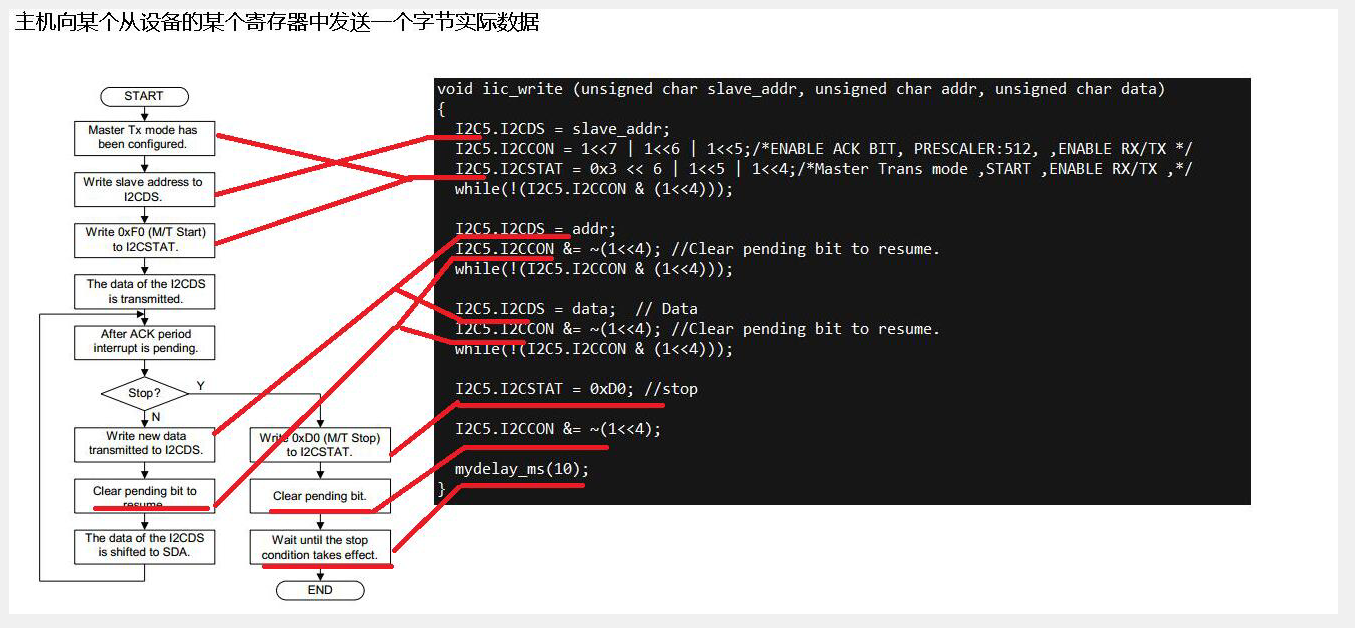 主机向某个从设备的某个寄存器中发送一个字节实际数据
START
Master Tx mode has
been configured.
Write slave address to
I2CDS.
Write 0xF0 (M/T Start)
to I2CSTAT.
The data of the I2CDS
is transmitted.
After ACK period
interrupt is pending.
Stop?
Y
N
Write new data
transmitted to I2CDS.
Clear pending bit to
resume.
The data of the I2CDS
is shifted to SDA.
Write 0xD0 (M/T Stop)
to I2CSTAT.
Clear pending bit.
Wait until the stop
condition takes effect.
END
void iic_write (unsigned char slave_addr, unsigned char addr, unsigned char data)
{
I2C5.I2CDS = slave_addr;
I2C5.I2CCON = 1<<7 | 1<<6 | 1<<5;/*ENABLE ACK BIT, PRESCALER:512, ,ENABLE RX/TX */
I2C5.I2CSTAT = 0x3 << 6 | 1<<5 | 1<<4;/*Master Trans mode ,START ,ENABLE RX/TX ,*/
while(!(I2C5.I2CCON & (1<<4)));
I2C5.I2CDS = addr;
I2C5.I2CCON &= ~(1<<4); //Clear pending bit to resume.
while(!(I2C5.I2CCON & (1<<4)));
I2C5.I2CDS = data; // Data
I2C5.I2CCON &= ~(1<<4); //Clear pending bit to resume.
while(!(I2C5.I2CCON & (1<<4)));
I2C5.I2CSTAT = 0xD0; //stop
I2C5.I2CCON &= ~(1<<4);
mydelay_ms(10);
}